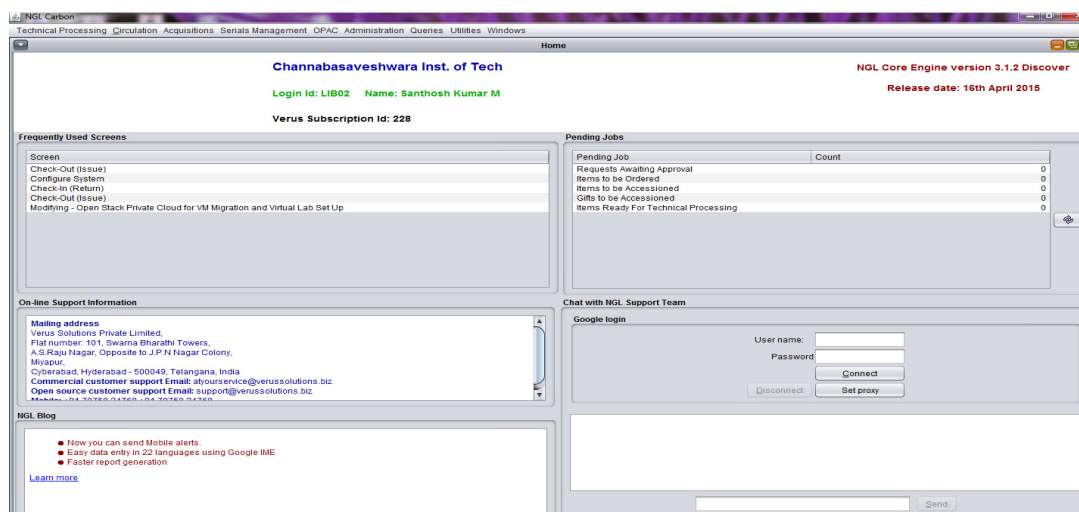 NGL Carbon
Technical Processing Circulation Acquisitions Serials Management OPAC Administration Queries Utilities Windows
Home
Channabasaveshwara Inst. of Tech
NGL Core Engine version 3.1.2 Discover
Login Id: LIB02 Name: Santhosh Kumar M
Release date: 16th April 2015
Verus Subscription Id: 228
Frequently Used Screens
Screen
Check-Out (Issue)
Configure System
Check-In (Return)
Check-Out (Issue)
Modifying - Open Stack Private Cloud for VM Migration and Virtual Lab Set Up
Pending Jobs
Pending Job Count
Requests Awaiting Approval 0
Items to be Ordered 0
Items to be Accessioned 0
Gifts to be Accessioned 0
Items Ready For Technical Processing 0
On-line Support Information
Mailing address
Verus Solutions Private Limited,
Flat number: 101, Swarna Bharathi Towers,
A.S.Raju Nagar, Opposite to J.P.N Nagar Colony,
Miyapur,
Cyberabad, Hyderabad - 500049, Telangana, India
Commercial customer support Email: atyourservice@verussolutions.biz
Open source customer support Email: support@verussolutions.biz
Chat with NGL Support Team
Google login
User name:
Password
Connect
Disconnect Set proxy
NGL Blog
Now you can send Mobile alerts.
Easy data entry in 22 languages using Google IME
Faster report generation
Learn more
Send